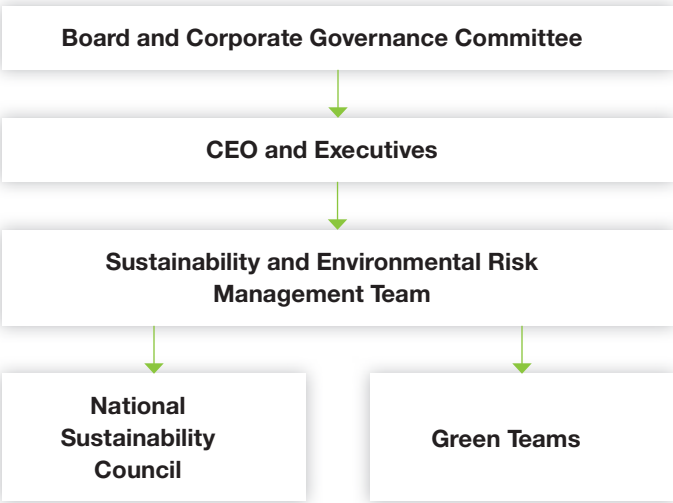 Board and Corporate Governance Committee
CEO and Executives
Sustainability and Environmental Risk
Management Team
National
Sustainability
Council
Green Teams